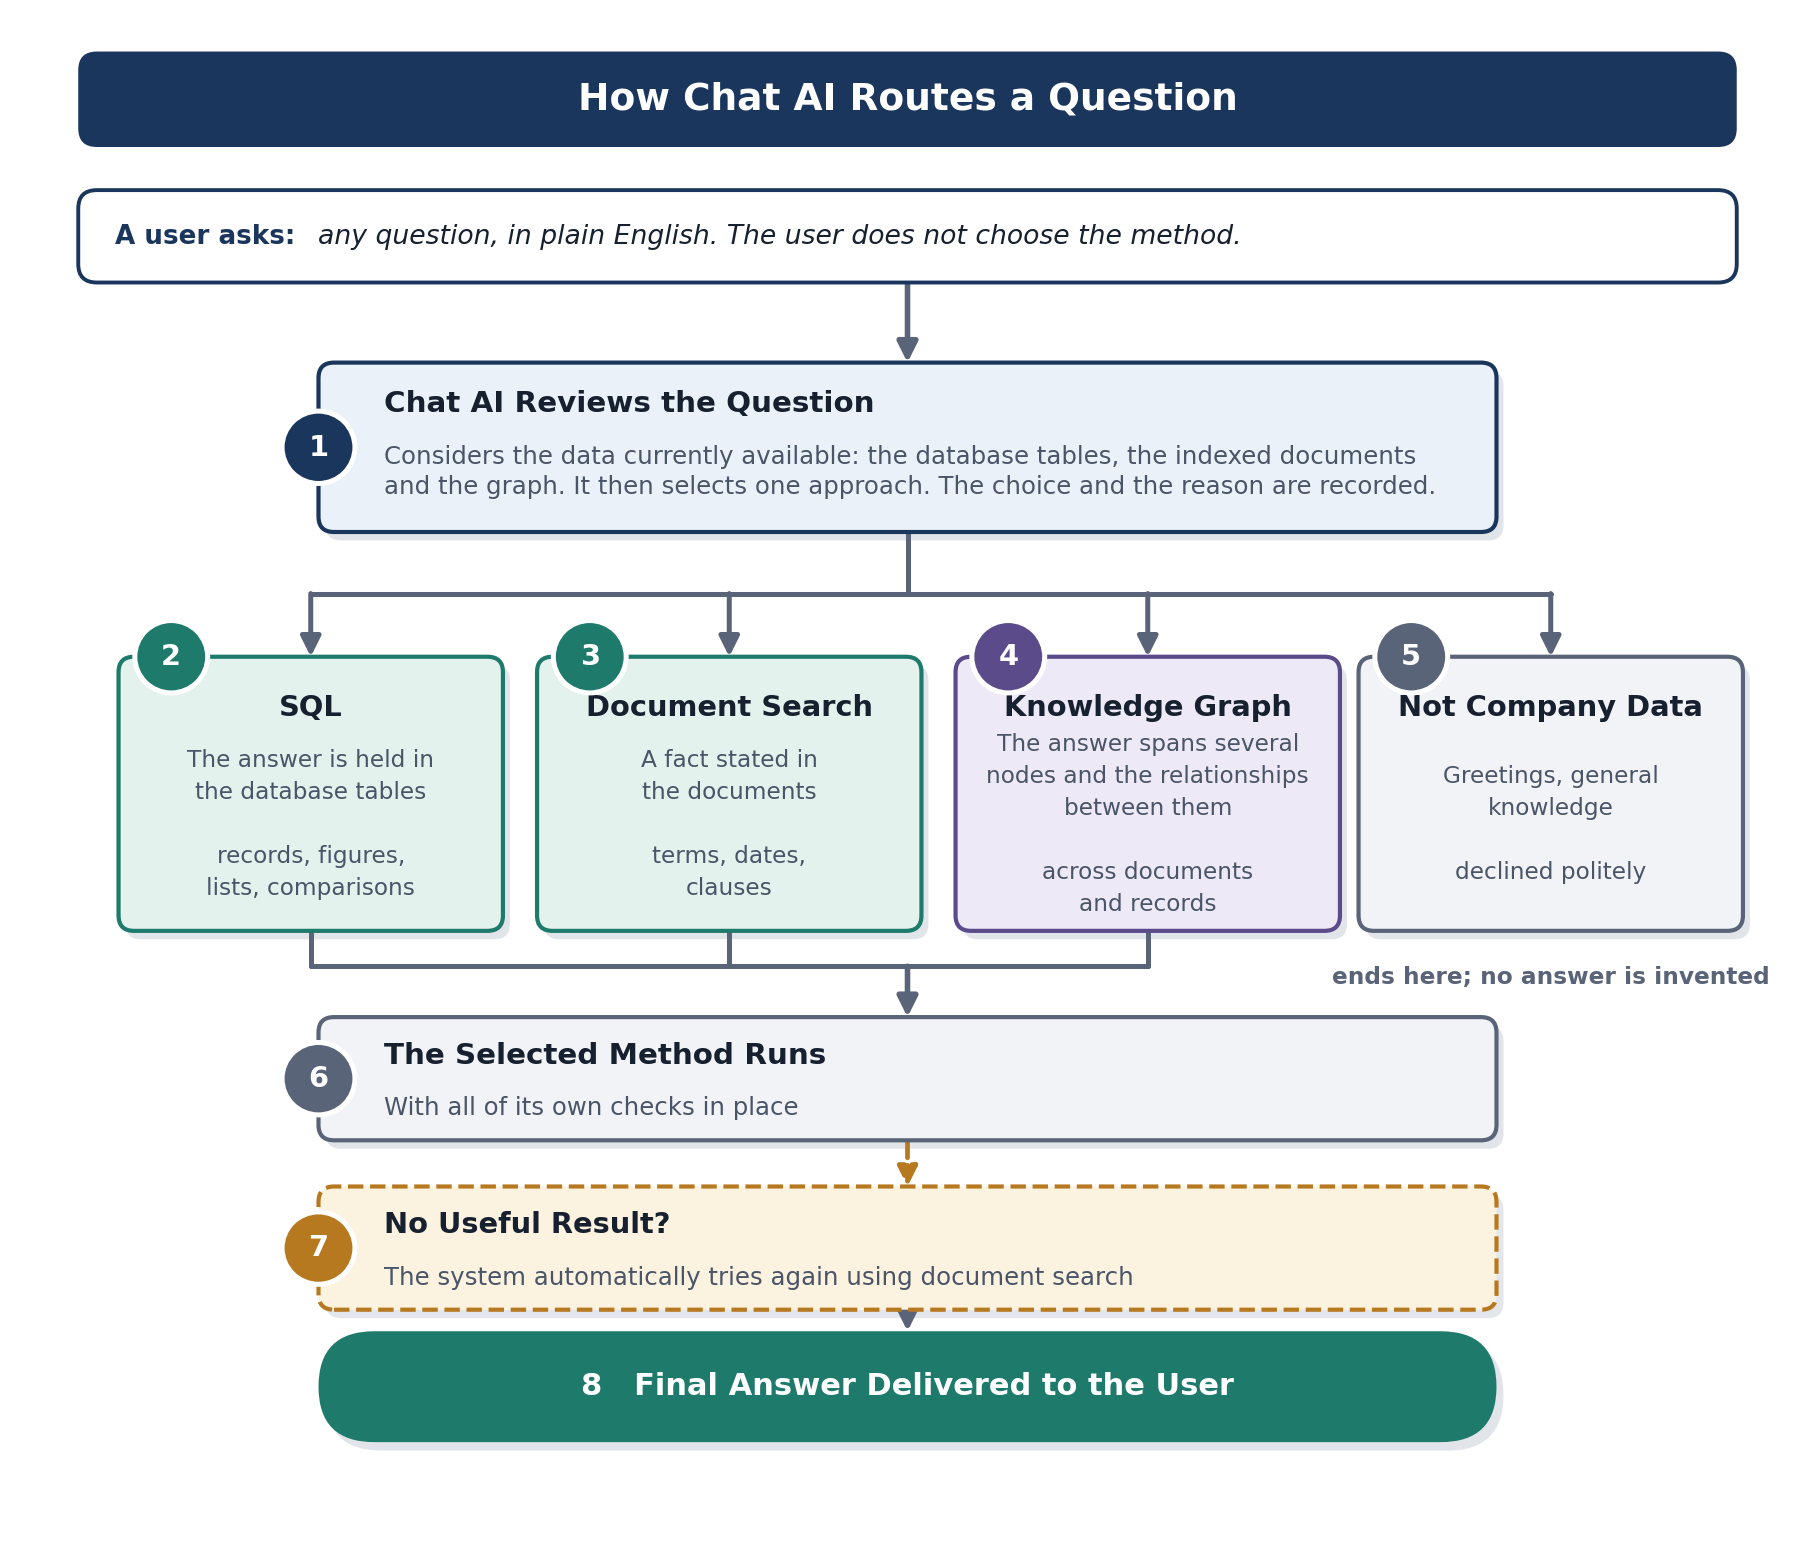 How Chat AI Routes a Question
A user asks: any question, in plain English. The user does not choose the method.
1
Chat AI Reviews the Question
Considers the data currently available: the database tables, the indexed documents
and the graph. It then selects one approach. The choice and the reason are recorded.
2
SQL
The answer is held in
the database tables
records, figures,
lists, comparisons
3
Document Search
A fact stated in
the documents
terms, dates,
clauses
4
Knowledge Graph
The answer spans several
nodes and the relationships
between them
across documents
and records
5
Not Company Data
Greetings, general
knowledge
declined politely
ends here; no answer is invented
6
The Selected Method Runs
With all of its own checks in place
7
No Useful Result?
The system automatically tries again using document search
8 Final Answer Delivered to the User